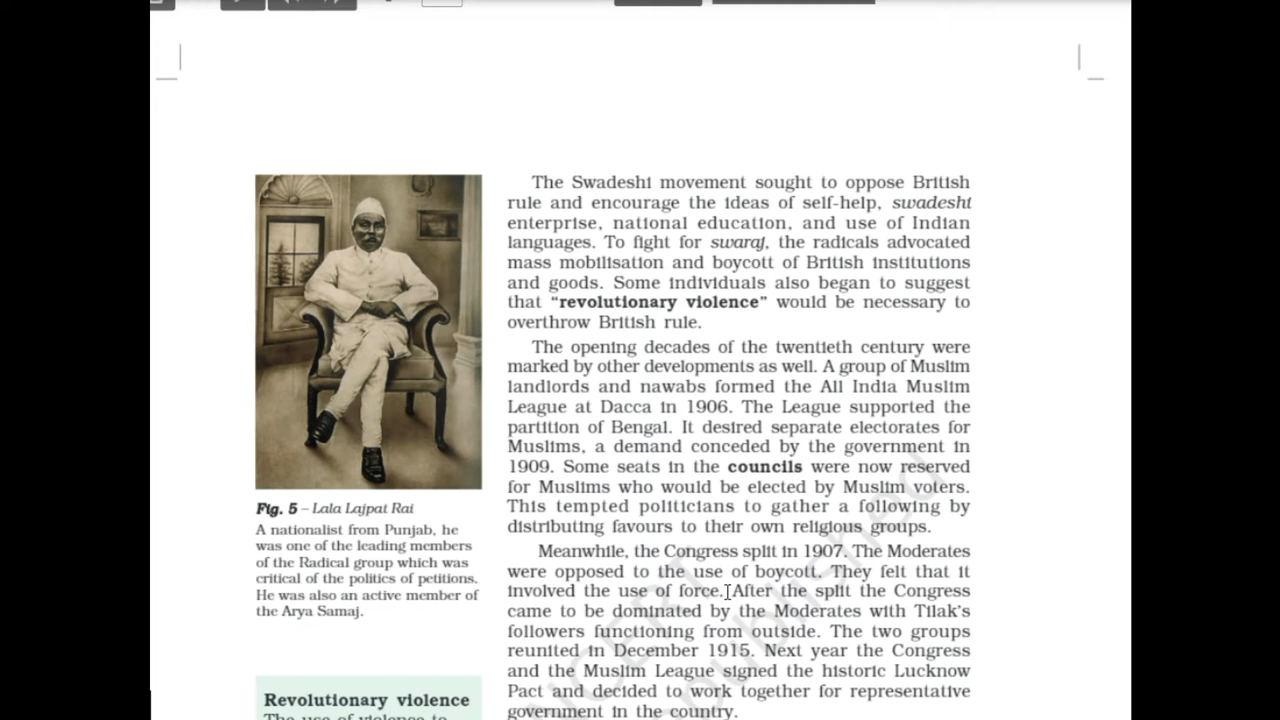 The Swadeshi movement sought to oppose British
rule and encourage the ideas of self-help, swadeshi
enterprise, national education, and use of Indian
languages. To fight for swaraj, the radicals advocated
mass mobilisation and boycott of British institutions
and goods. Some individuals also began to suggest
that “revolutionary violence” would be necessary to
overthrow British rule.
The opening decades of the twentieth century were
marked by other developments as well. A group of Muslim
landlords and nawabs formed the All India Muslim
League at Dacca in 1906. The League supported the
partition of Bengal. It desired separate electorates for
Muslims, a demand conceded by the government in
1909. Some seats in the councils were now reserved
for Muslims who would be elected by Muslim voters.
This tempted politicians to gather a following by
distributing favours to their own religious groups.
Meanwhile, the Congress split in 1907. The Moderates
were opposed to the use of boycott. They felt that it
involved the use of force. After the split the Congress
came to be dominated by the Moderates with Tilak’s
followers functioning from outside. The two groups
reunited in December 1915. Next year the Congress
and the Muslim League signed the historic Lucknow
Pact and decided to work together for representative
government in the country.
Fig. 5 – Lala Lajpat Rai
A nationalist from Punjab, he
was one of the leading members
of the Radical group which was
critical of the politics of petitions.
He was also an active member of
the Arya Samaj.
Revolutionary violence
The use of violence to
NCERT
published